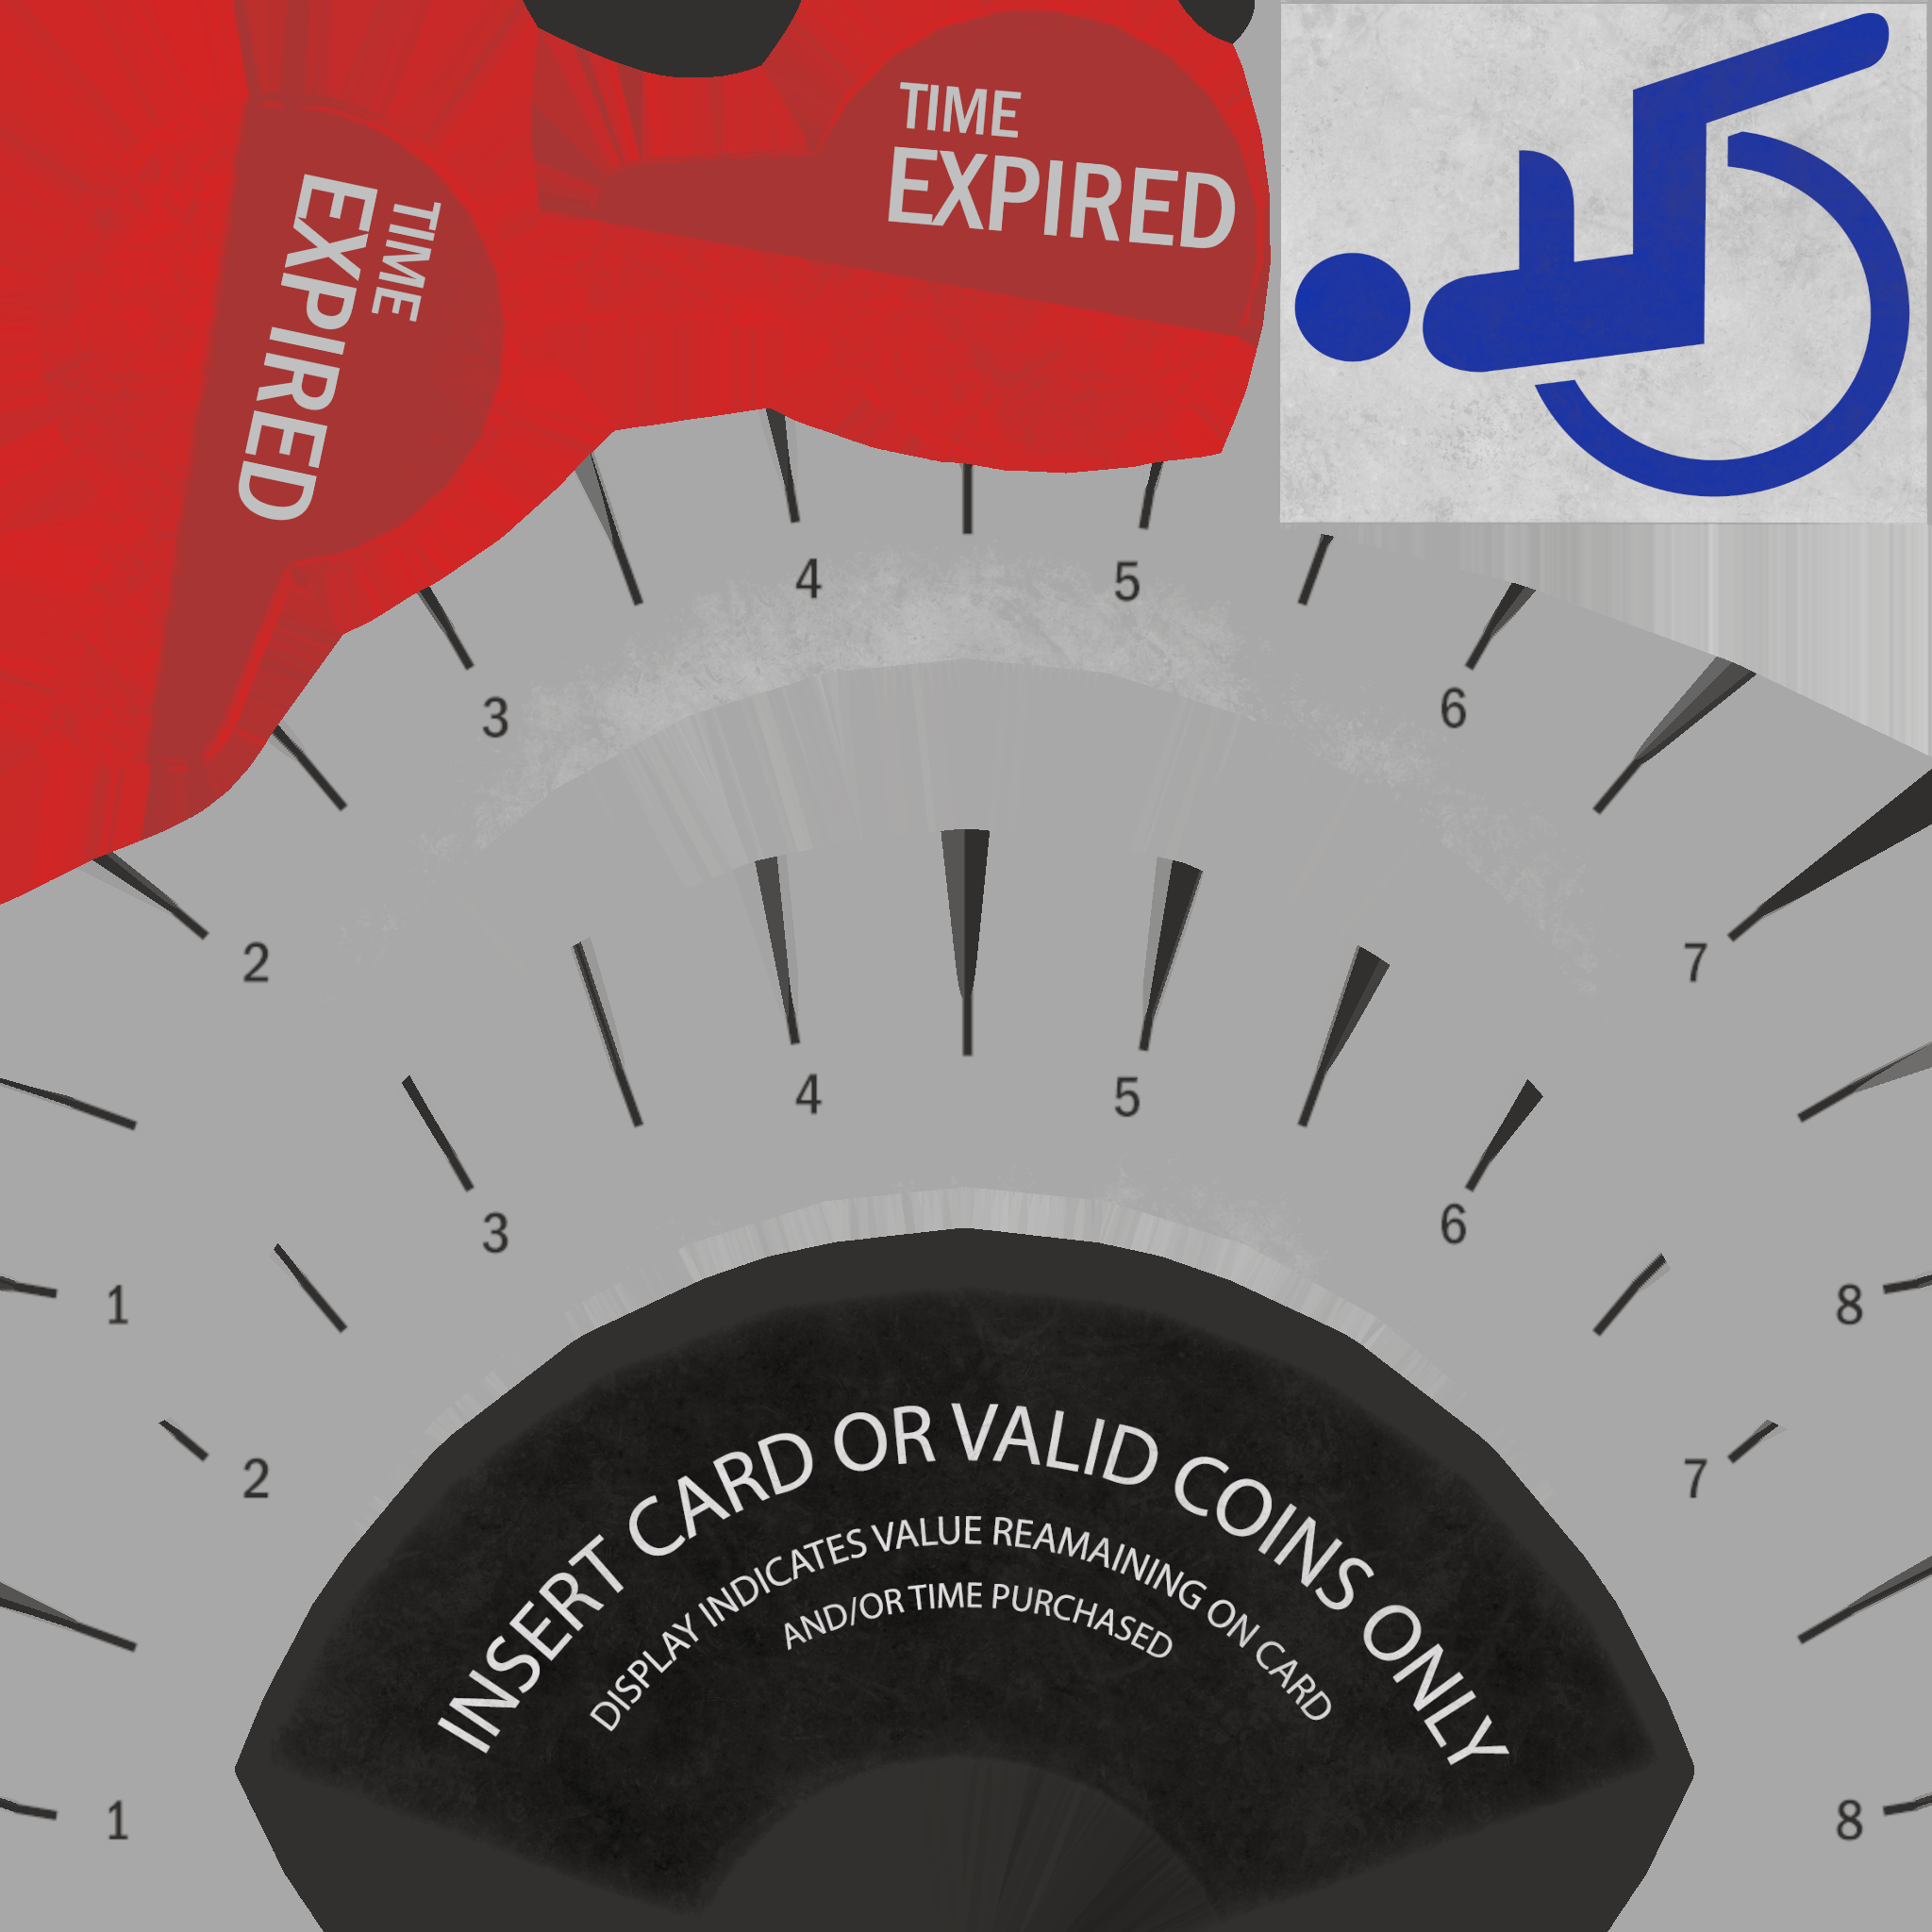 TIME
EXPIRED
TIME
EXPIRED
4
5
3
6
2
7
4
5
3
6
1
8
2
7
INSERT CARD OR VALID COINS ONLY
DISPLAY INDICATES VALUE REAMAINING ON CARD
AND/OR TIME PURCHASED
1
8